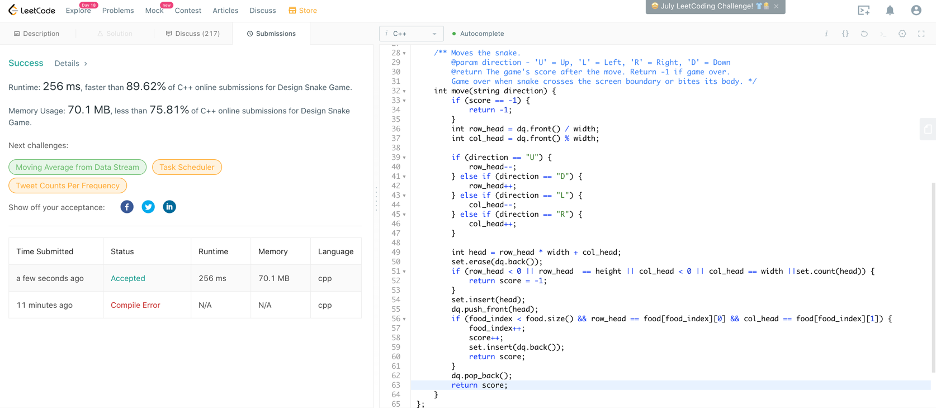 LeetCode
Explore
Day 18
Problems
Mock
New
Contest
Articles
Discuss
Store
July LeetCoding Challenge!
Description
Solution
Discuss (217)
Submissions
i C++
Autocomplete
Success
Details
Runtime: 256 ms, faster than 89.62% of C++ online submissions for Design Snake Game.
Memory Usage: 70.1 MB, less than 75.81% of C++ online submissions for Design Snake
Game.
Next challenges:
Moving Average from Data Stream
Task Scheduler
Tweet Counts Per Frequency
Show off your acceptance:
Time Submitted Status Runtime Memory Language
a few seconds ago Accepted 256 ms 70.1 MB cpp
11 minutes ago Compile Error N/A N/A cpp
28 /** Moves the snake.
29 @param direction - 'U' = Up, 'L' = Left, 'R' = Right, 'D' = Down
30 @return The game's score after the move. Return -1 if game over.
31 Game over when snake crosses the screen boundary or bites its body. */
32 int move(string direction) {
33 if (score == -1) {
34 return -1;
35 }
36 int row_head = dq.front() / width;
37 int col_head = dq.front() % width;
38
39 if (direction == "U") {
40 row_head--;
41 } else if (direction == "D") {
42 row_head++;
43 } else if (direction == "L") {
44 col_head--;
45 } else if (direction == "R") {
46 col_head++;
47 }
48
49 int head = row_head * width + col_head;
50 set.erase(dq.back());
51 if (row_head < 0 || row_head  == height || col_head < 0 || col_head == width ||set.count(head)) {
52 return score = -1;
53 }
54 set.insert(head);
55 dq.push_front(head);
56 if (food_index < food.size() && row_head == food[food_index][0] && col_head == food[food_index][1]) {
57 food_index++;
58 score++;
59 set.insert(dq.back());
60 return score;
61 }
62 dq.pop_back();
63 return score;
64 }
65 };